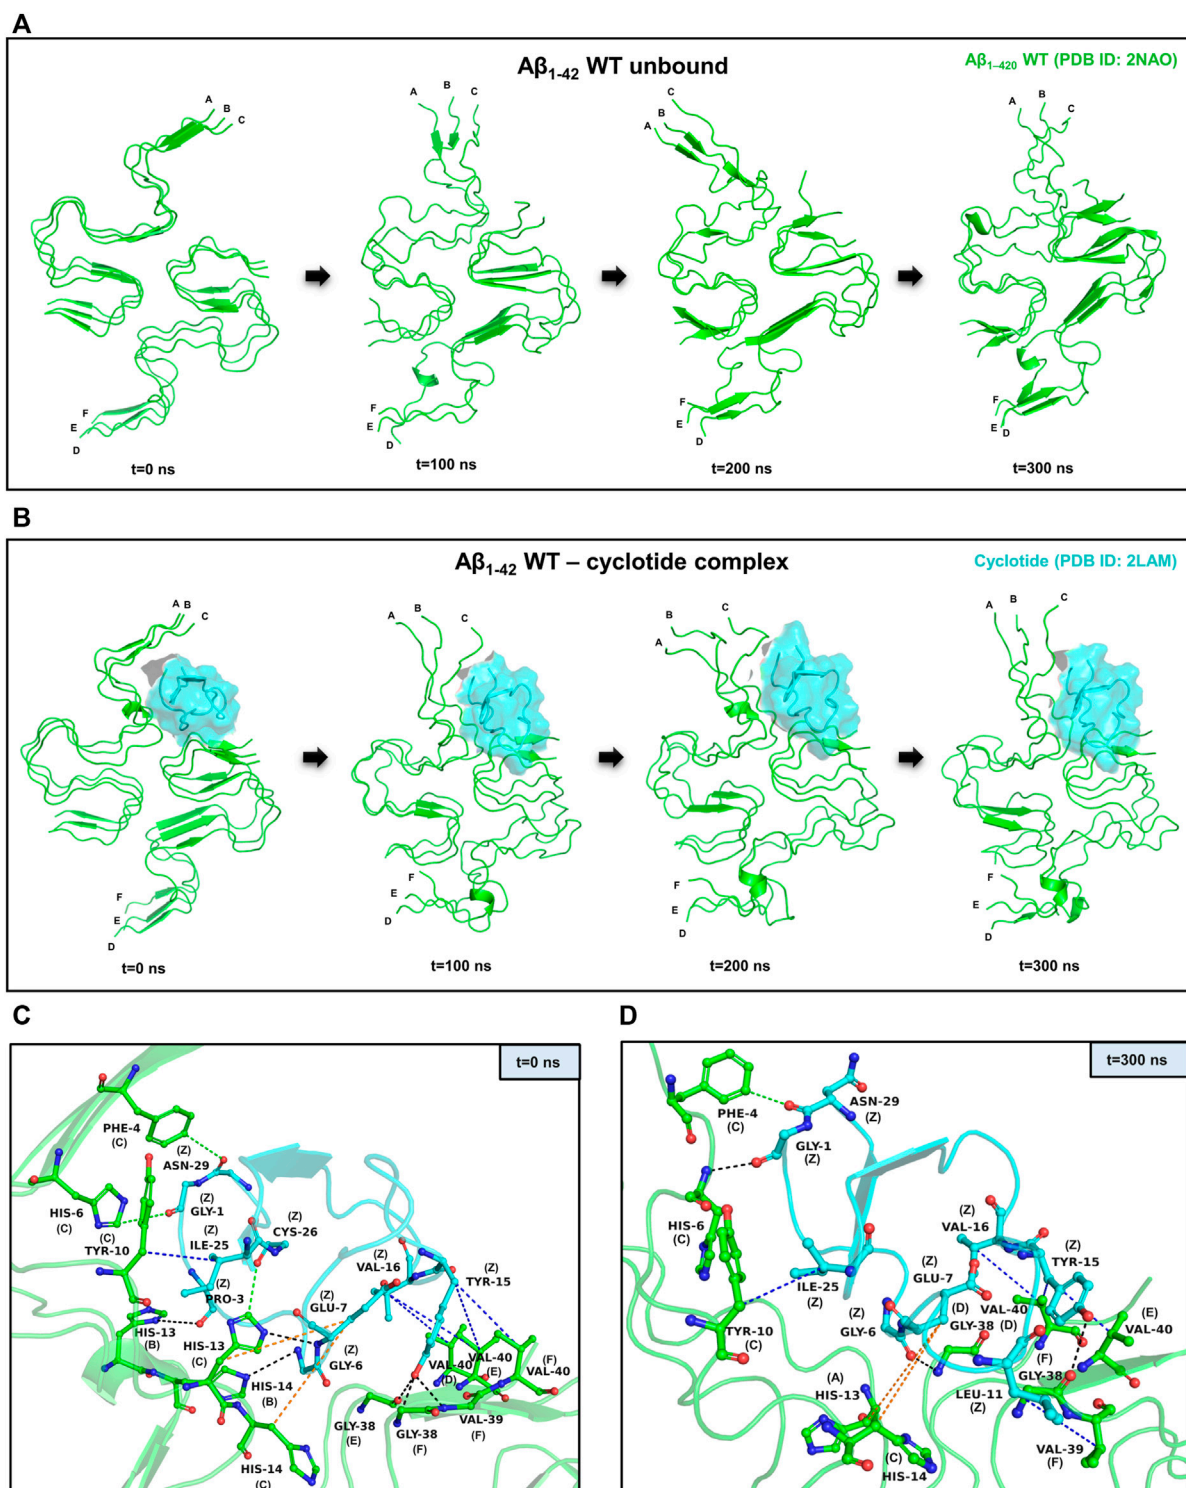 A
Aβ1-42 WT unbound
Aβ1-420 WT (PDB ID: 2NAO)
A
B
C
F
E
D
t=0 ns
A
B
C
F
E
D
t=100 ns
C
B
A
F
E
D
t=200 ns
A
B
C
F
E
D
t=300 ns
B
Aβ1-42 WT – cyclotide complex
Cyclotide (PDB ID: 2LAM)
A B
C
F
E
D
t=0 ns
A
B
C
F
E
D
t=100 ns
B
C
A
F
E
D
t=200 ns
A
B
C
F
E
D
t=300 ns
C
t=0 ns
PHE-4
(C)
(Z)
ASN-29
HIS-6
(C)
(Z)
GLY-1
(C)
TYR-10
(Z)
ILE-25
(Z)
CYS-26
(Z)
PRO-3
(Z)
VAL-16
(Z)
TYR-15
(Z)
GLU-7
HIS-13
(B)
HIS-13
(C)
(Z)
GLY-6
HIS-14
(B)
VAL-40
(D)
VAL-40
(E)
(F)
VAL-40
GLY-38
(E)
GLY-38
(F)
VAL-39
(F)
HIS-14
(C)
D
t=300 ns
PHE-4
(C)
ASN-29
(Z)
GLY-1
(Z)
HIS-6
(C)
(Z)
VAL-16
(Z)
TYR-15
ILE-25
(Z)
(Z)
GLU-7
(Z)
GLY-6
(D)
GLY-38
VAL-40
(D)
(E)
VAL-40
TYR-10
(C)
(F)
GLY-38
(A)
HIS-13
LEU-11
(Z)
(C)
HIS-14
VAL-39
(F)